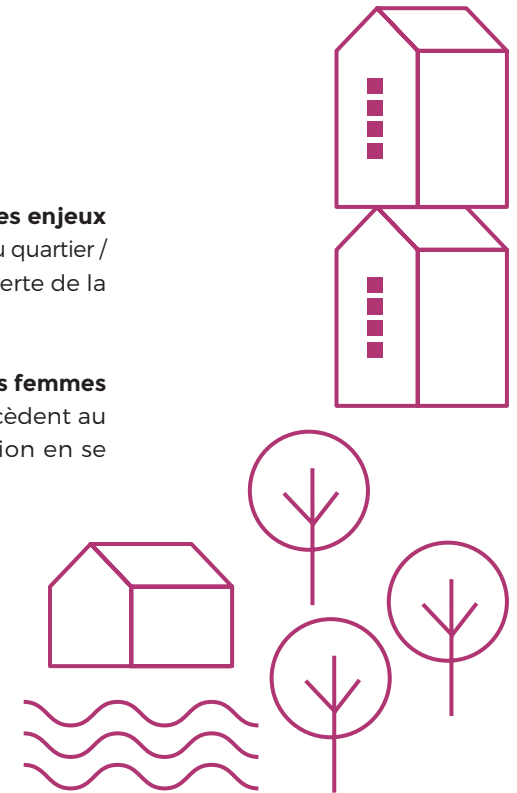 es enjeux
u quartier /
erte de la
s femmes
cèdent au
ion en se